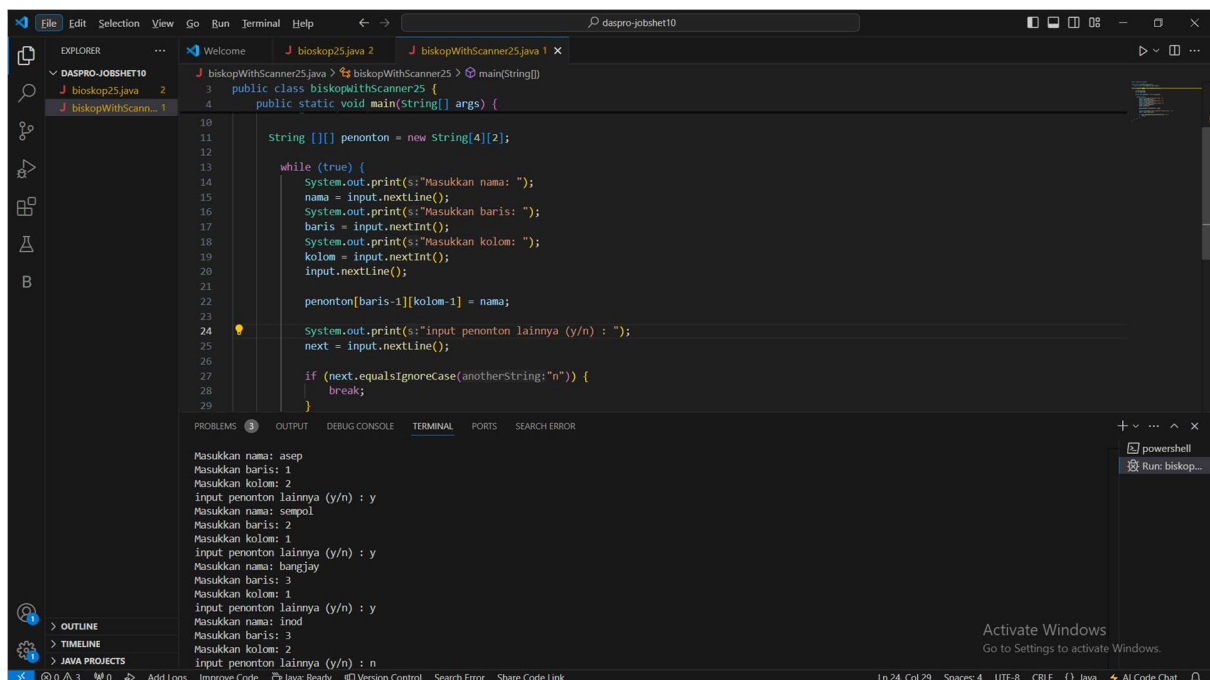 File Edit Selection View Go Run Terminal Help daspro-jobshet10
EXPLORER
Welcome bioskop25.java 2 biskopWithScanner25.java 1
DASPRO-JOBSHET10
bioskop25.java 2
biskopWithScann... 1
biskopWithScanner25.java > biskopWithScanner25 > main(String[])
3 public class biskopWithScanner25 {
4 public static void main(String[] args) {
10
11 String [][] penonton = new String[4][2];
12
13 while (true) {
14 System.out.print(s:"Masukkan nama: ");
15 nama = input.nextLine();
16 System.out.print(s:"Masukkan baris: ");
17 baris = input.nextInt();
18 System.out.print(s:"Masukkan kolom: ");
19 kolom = input.nextInt();
20 input.nextLine();
21
22 penonton[baris-1][kolom-1] = nama;
23
24 System.out.print(s:"input penonton lainnya (y/n) : ");
25 next = input.nextLine();
26
27 if (next.equalsIgnoreCase(anotherString:"n")) {
28 break;
29 }
PROBLEMS 3 OUTPUT DEBUG CONSOLE TERMINAL PORTS SEARCH ERROR
powershell
Run: biskop...
Masukkan nama: asep
Masukkan baris: 1
Masukkan kolom: 2
input penonton lainnya (y/n) : y
Masukkan nama: sempol
Masukkan baris: 2
Masukkan kolom: 1
input penonton lainnya (y/n) : y
Masukkan nama: bangjay
Masukkan baris: 3
Masukkan kolom: 1
input penonton lainnya (y/n) : y
Masukkan nama: inod
Masukkan baris: 3
Masukkan kolom: 2
input penonton lainnya (y/n) : n
OUTLINE
TIMELINE
JAVA PROJECTS
Activate Windows
Go to Settings to activate Windows.
0 3 0 Add Logs Improve Code Java: Ready Version Control Search Error Share Code Link Ln 24, Col 29 Spaces: 4 UTF-8 CRLF {} Java AI Code Chat